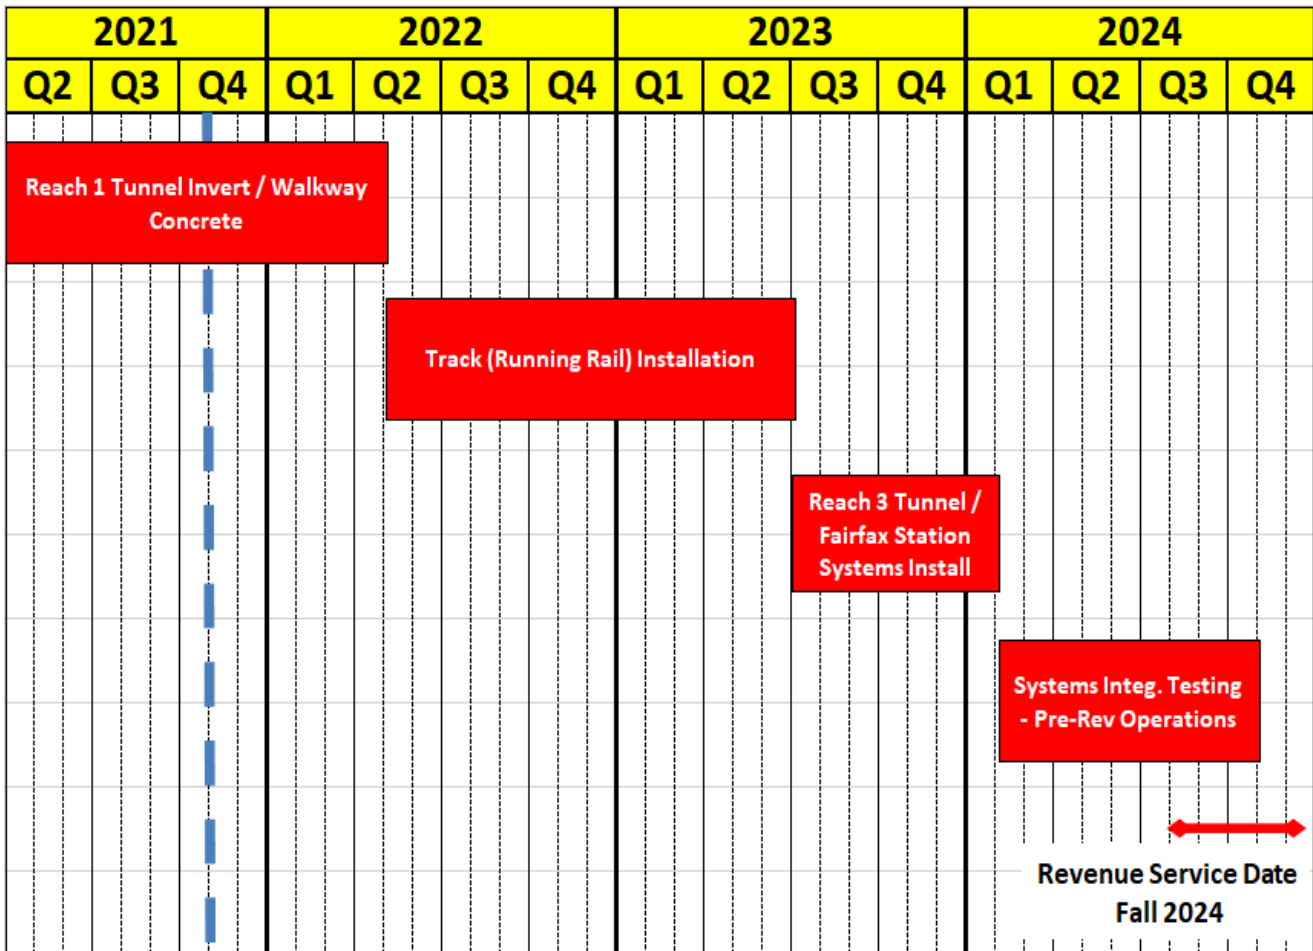 2021 2022 2023 2024
Q2 Q3 Q4 Q1 Q2 Q3 Q4 Q1 Q2 Q3 Q4 Q1 Q2 Q3 Q4
Reach 1 Tunnel Invert / Walkway
Concrete
Track (Running Rail) Installation
Reach 3 Tunnel /
Fairfax Station
Systems Install
Systems Integ. Testing
- Pre-Rev Operations
Revenue Service Date
Fall 2024